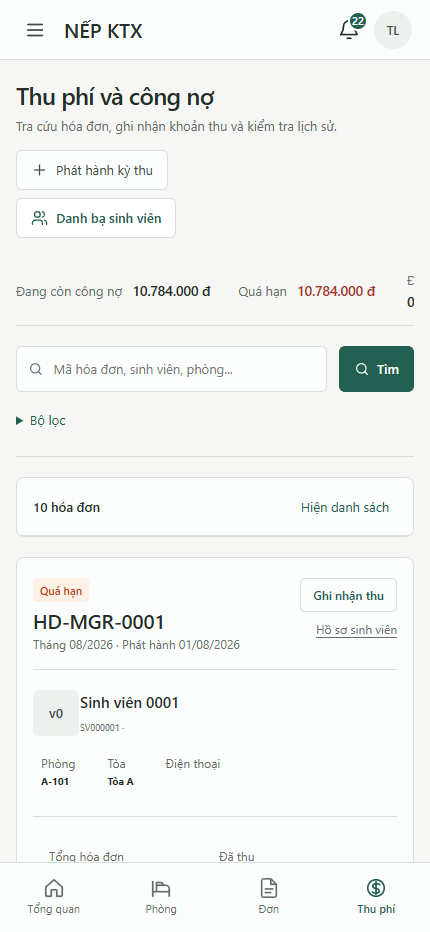 NẾP KTX
22
TL
Thu phí và công nợ
Tra cứu hóa đơn, ghi nhận khoản thu và kiểm tra lịch sử.
Phát hành kỳ thu
Danh bạ sinh viên
Đang còn công nợ 10.784.000 đ Quá hạn 10.784.000 đ
Mã hóa đơn, sinh viên, phòng... Tìm
Bộ lọc
10 hóa đơn Hiện danh sách
Quá hạn Ghi nhận thu
HD-MGR-0001
Hồ sơ sinh viên
Tháng 08/2026 · Phát hành 01/08/2026
v0 Sinh viên 0001
SV000001 ·
Phòng Tòa Điện thoại
A-101 Tòa A
Tổng hóa đơn Đã thu
Tổng quan Phòng Đơn Thu phí